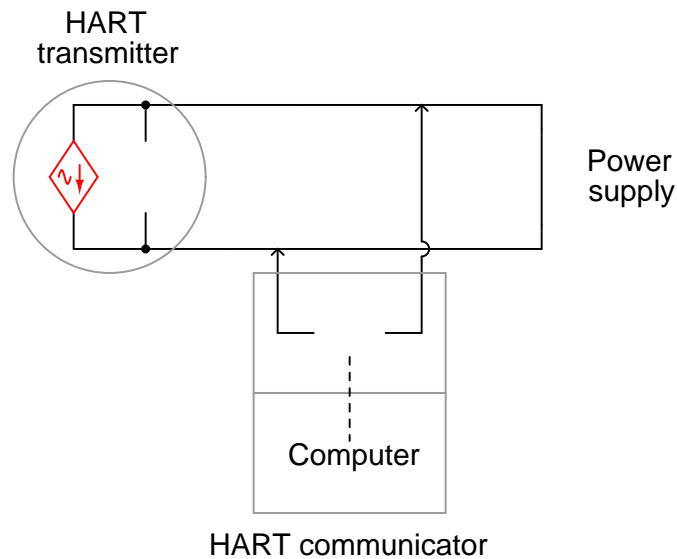 HART
transmitter
Power
supply
Computer
HART communicator